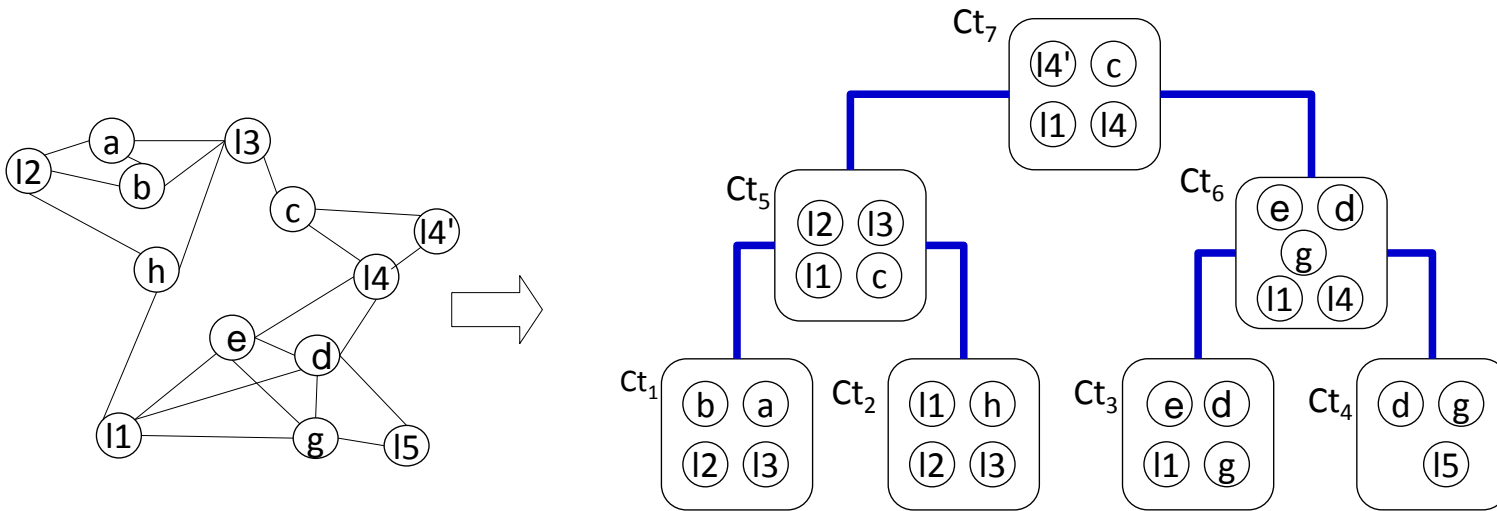 a
l3
l2
b
c
l4'
h
l4
e
d
l1
g
l5
Ct7
l4' c
l1 l4
Ct5
l2 l3
l1 c
Ct6
e d
g
l1 l4
Ct1
b a
l2 l3
Ct2
l1 h
l2 l3
Ct3
e d
l1 g
Ct4
d g
l5